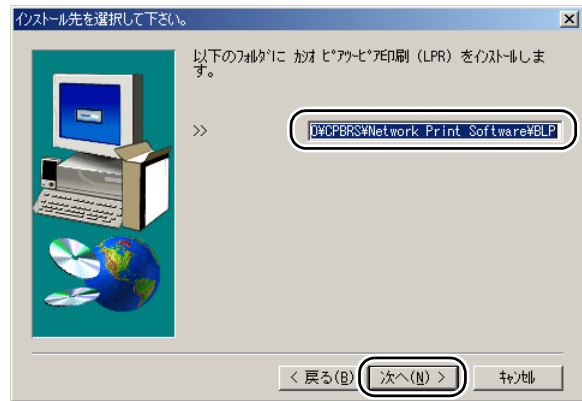 インストール先を選択して下さい。
以下のフォルダに カシオ ピアツーピア印刷 (LPR) をインストールしま
す。
>>
D¥CPBRS¥Network Print Software¥BLP
< 戻る(B)
次へ(N) >
キャンセル